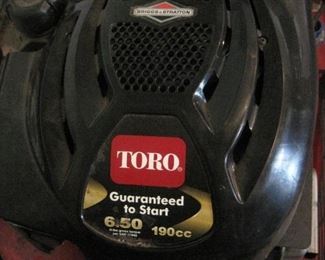 BRIGGS & STRATTON
TORO
Guaranteed
to Start
6.50 190cc